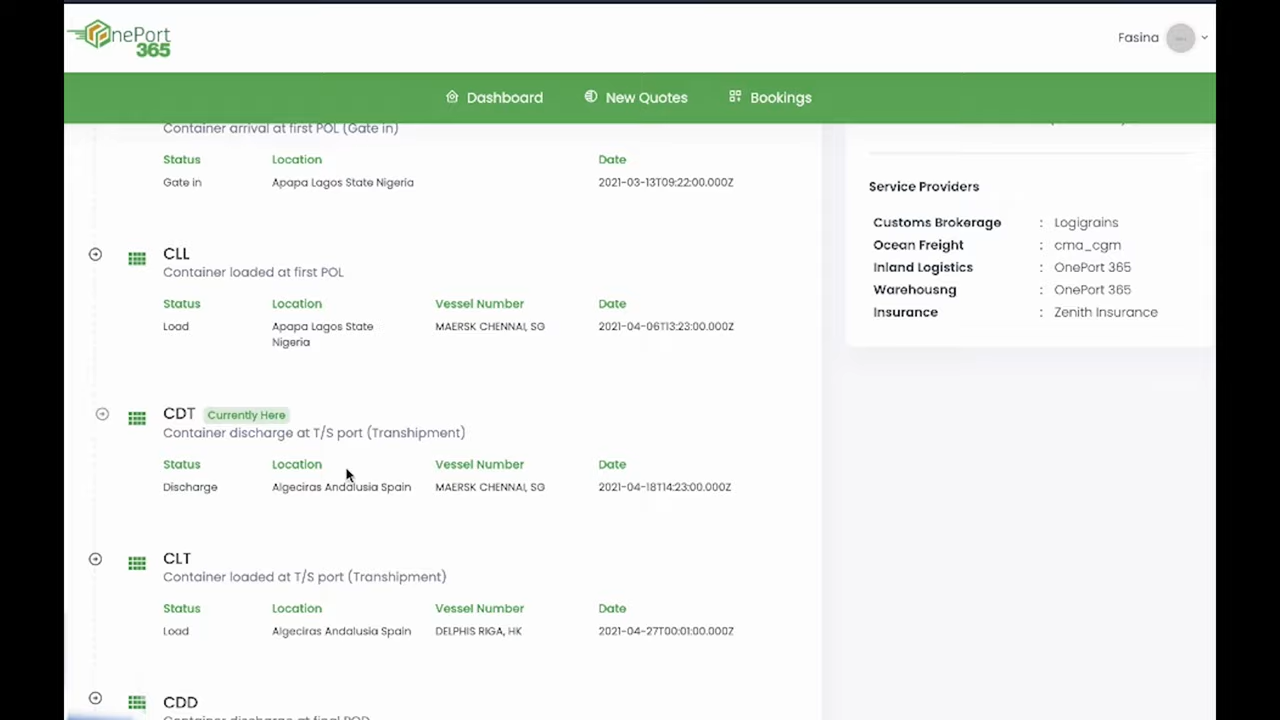 OnePort
365
Fasina
Dashboard
New Quotes
Bookings
Container arrival at first POL (Gate in)
Status
Location
Date
Gate in
Apapa Lagos State Nigeria
2021-03-13T09:22:00.000Z
CLL
Container loaded at first POL
Status
Location
Vessel Number
Date
Load
Apapa Lagos State
Nigeria
MAERSK CHENNAI, SG
2021-04-06T13:23:00.000Z
CDT
Currently Here
Container discharge at T/S port (Transhipment)
Status
Location
Vessel Number
Date
Discharge
Algeciras Andalusia Spain
MAERSK CHENNAI, SG
2021-04-18T14:23:00.000Z
CLT
Container loaded at T/S port (Transhipment)
Status
Location
Vessel Number
Date
Load
Algeciras Andalusia Spain
DELPHIS RIGA, HK
2021-04-27T00:01:00.000Z
CDD
Container discharge at final POD
Service Providers
Customs Brokerage : Logigrains
Ocean Freight : cma_cgm
Inland Logistics : OnePort 365
Warehousng : OnePort 365
Insurance : Zenith Insurance